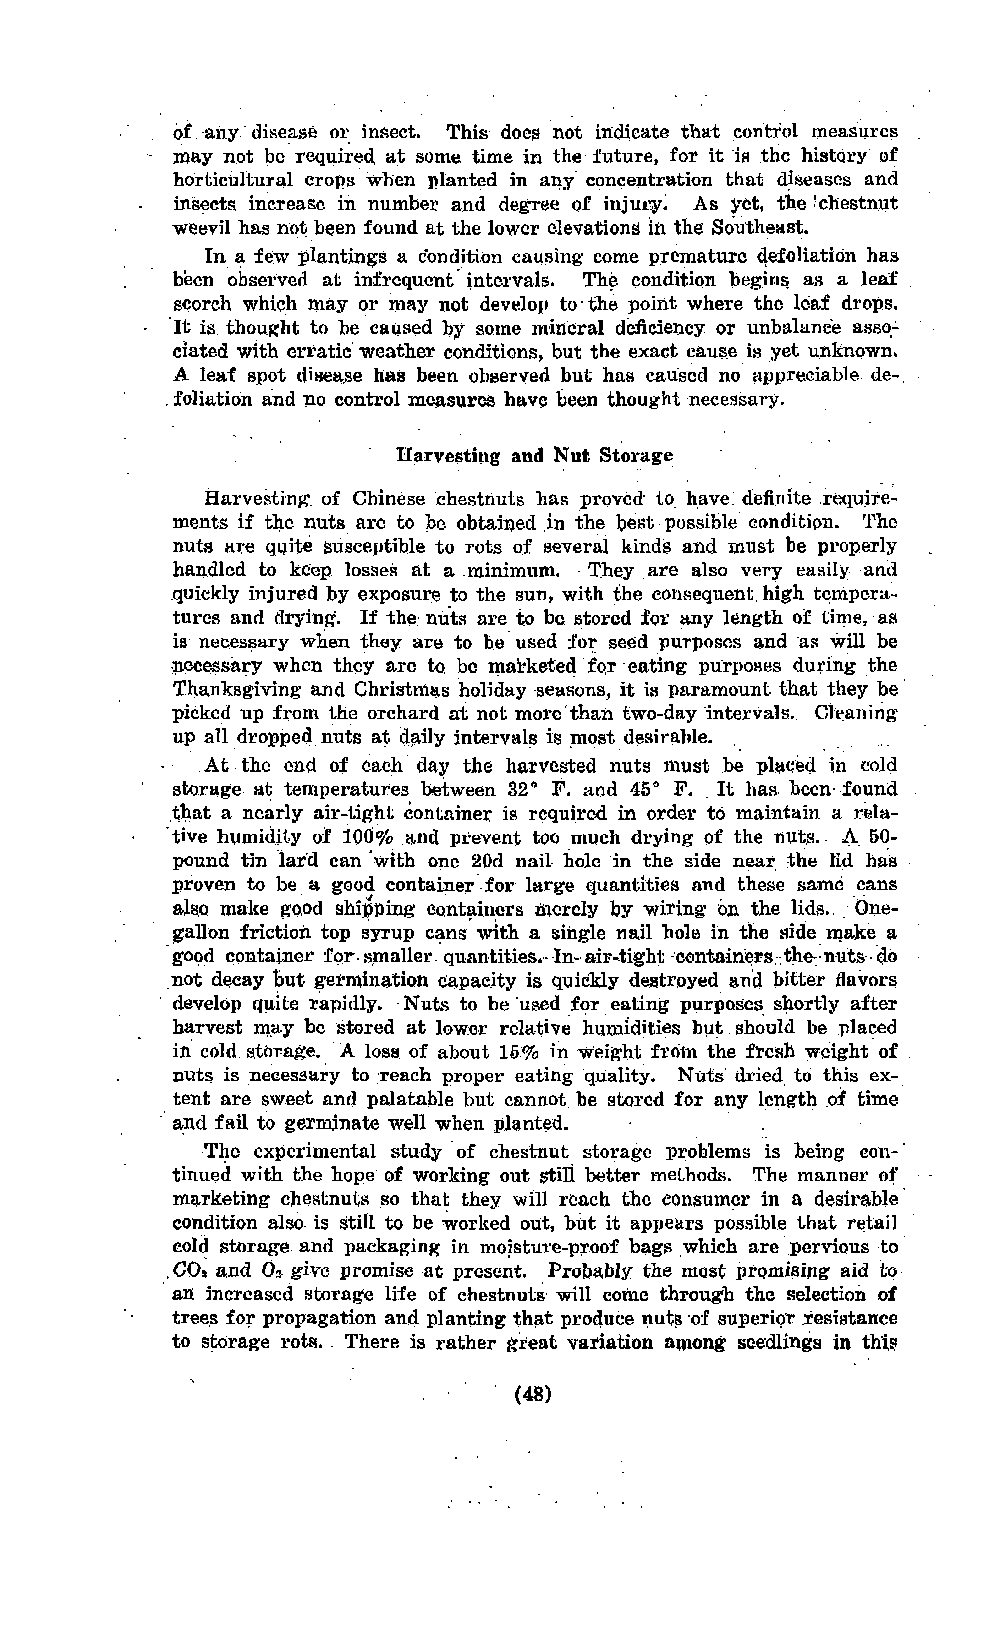 of any disease or insect. This does not indicate that control measures
may not be required at some time in the future, for it is the history of
horticultural crops when planted in any concentration that diseases and
insects increase in number and degree of injury. As yet, the chestnut
weevil has not been found at the lower elevations in the Southeast.
In a few plantings a condition causing come premature defoliation has
been observed at infrequent intervals. The condition begins as a leaf
scorch which may or may not develop to the point where the leaf drops.
It is thought to be caused by some mineral deficiency or unbalance asso-
ciated with erratic weather conditions, but the exact cause is yet unknown.
A leaf spot disease has been observed but has caused no appreciable de-
foliation and no control measures have been thought necessary.
Harvesting and Nut Storage
Harvesting of Chinese chestnuts has proved to have definite require-
ments if the nuts are to be obtained in the best possible condition. The
nuts are quite susceptible to rots of several kinds and must be properly
handled to keep losses at a minimum. They are also very easily and
quickly injured by exposure to the sun, with the consequent high tempera-
tures and drying. If the nuts are to be stored for any length of time, as
is necessary when they are to be used for seed purposes and as will be
necessary when they are to be marketed for eating purposes during the
Thanksgiving and Christmas holiday seasons, it is paramount that they be
picked up from the orchard at not more than two-day intervals. Cleaning
up all dropped nuts at daily intervals is most desirable.
At the end of each day the harvested nuts must be placed in cold
storage at temperatures between 32° F. and 45° F. It has been found
that a nearly air-tight container is required in order to maintain a rela-
tive humidity of 100% and prevent too much drying of the nuts. A 50-
pound tin lard can with one 20d nail hole in the side near the lid has
proven to be a good container for large quantities and these same cans
also make good shipping containers merely by wiring on the lids. One-
gallon friction top syrup cans with a single nail hole in the side make a
good container for smaller quantities. In air-tight containers the nuts do
not decay but germination capacity is quickly destroyed and bitter flavors
develop quite rapidly. Nuts to be used for eating purposes shortly after
harvest may be stored at lower relative humidities but should be placed
in cold storage. A loss of about 15% in weight from the fresh weight of
nuts is necessary to reach proper eating quality. Nuts dried to this ex-
tent are sweet and palatable but cannot be stored for any length of time
and fail to germinate well when planted.
The experimental study of chestnut storage problems is being con-
tinued with the hope of working out still better methods. The manner of
marketing chestnuts so that they will reach the consumer in a desirable
condition also is still to be worked out, but it appears possible that retail
cold storage and packaging in moisture-proof bags which are pervious to
CO₂ and O₂ give promise at present. Probably the most promising aid to
an increased storage life of chestnuts will come through the selection of
trees for propagation and planting that produce nuts of superior resistance
to storage rots. There is rather great variation among seedlings in this
(48)